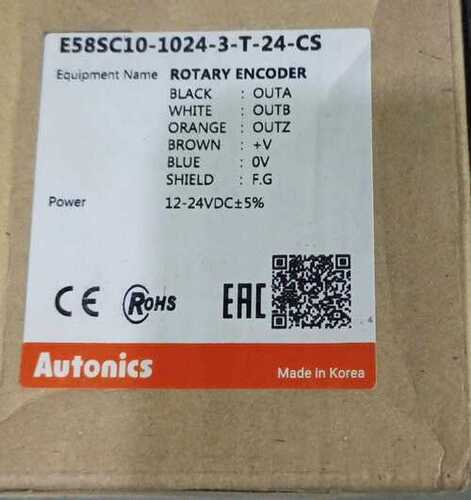 E58SC10-1024-3-T-24-CS
Equipment Name ROTARY ENCODER
BLACK : OUTA
WHITE : OUTB
ORANGE : OUTZ
BROWN : +V
BLUE : 0V
SHIELD : F.G
Power 12-24VDC±5%
CE RoHS EAC
Autonics Made in Korea